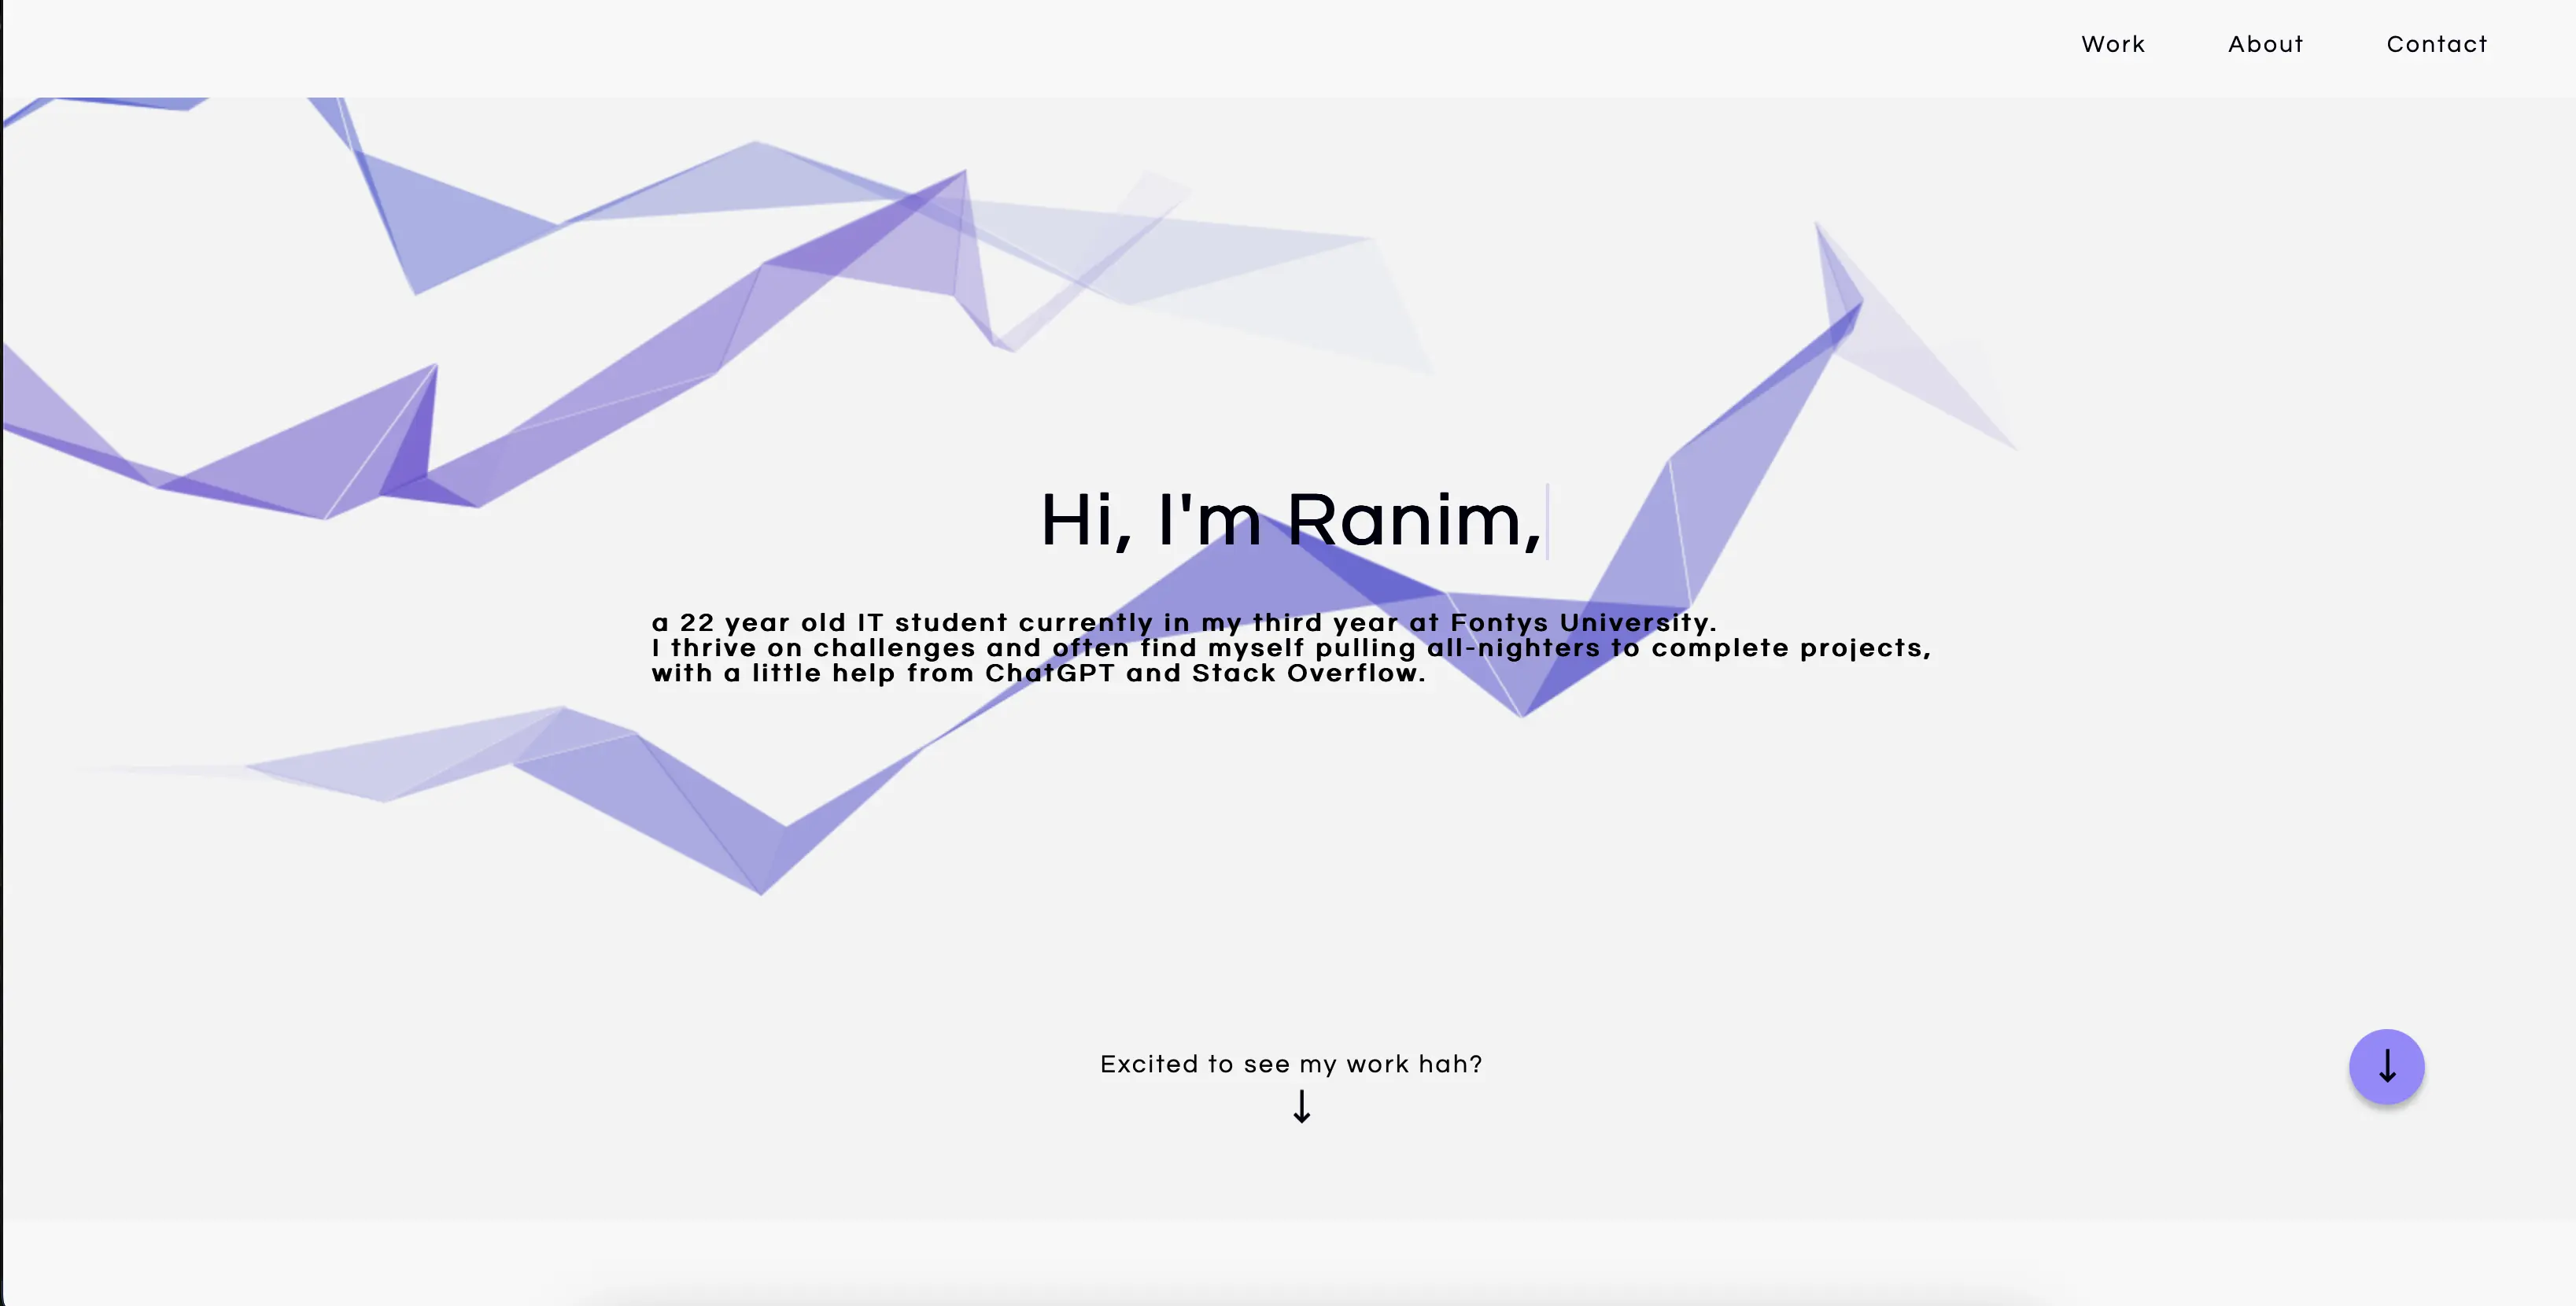 Work About Contact
Hi, I'm Ranim,
a 22 year old IT student currently in my third year at Fontys University.
I thrive on challenges and often find myself pulling all-nighters to complete projects,
with a little help from ChatGPT and Stack Overflow.
Excited to see my work hah?